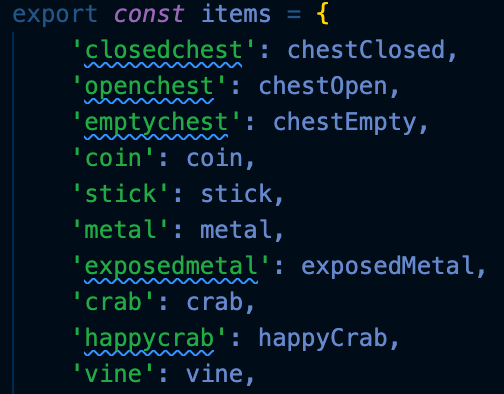 export const items = {
'closedchest': chestClosed,
'openchest': chestOpen,
'emptychest': chestEmpty,
'coin': coin,
'stick': stick,
'metal': metal,
'exposedmetal': exposedMetal,
'crab': crab,
'happycrab': happyCrab,
'vine': vine,